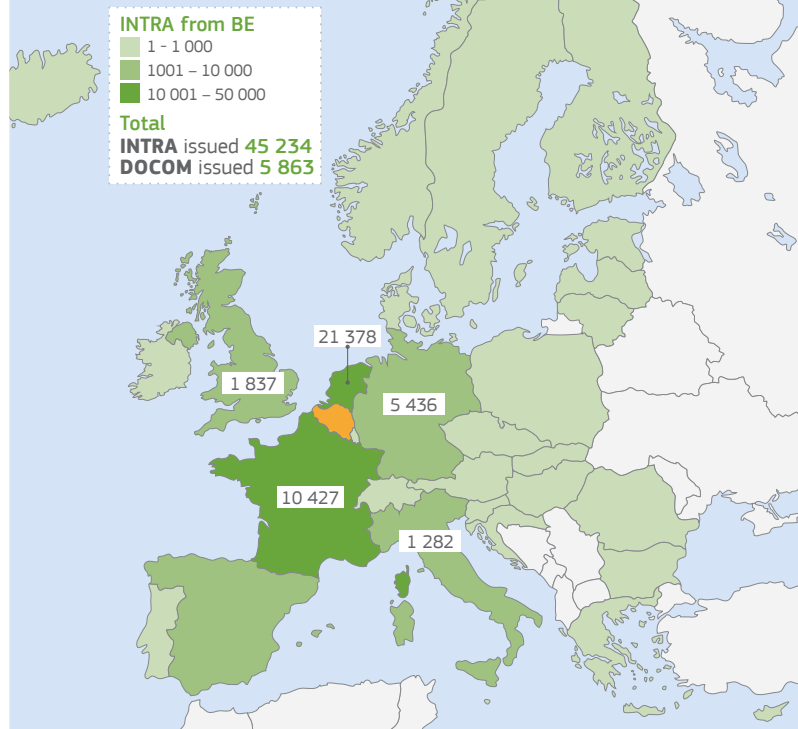 INTRA from BE
1 - 1 000
1001 – 10 000
10 001 – 50 000
Total
INTRA issued 45 234
DOCOM issued 5 863
21 378
1 837
5 436
10 427
1 282